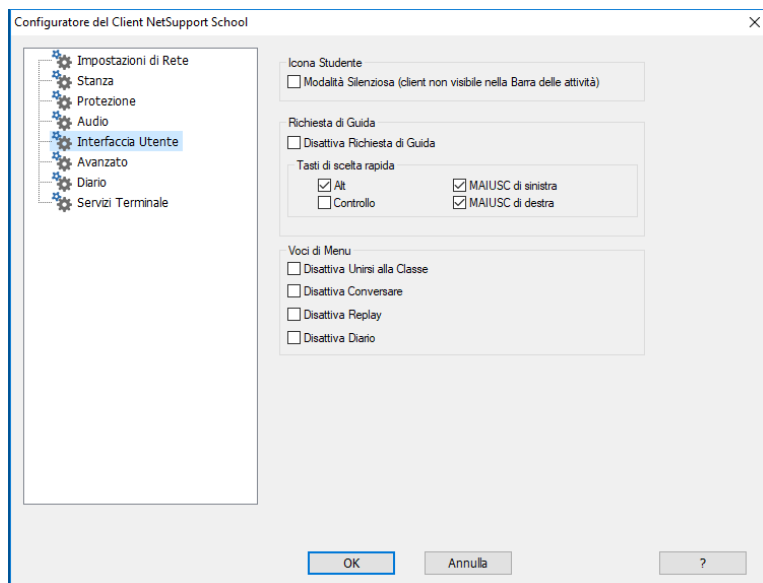 Configuratore del Client NetSupport School
Impostazioni di Rete
Stanza
Protezione
Audio
Interfaccia Utente
Avanzato
Diario
Servizi Terminale
Icona Studente
Modalità Silenziosa (client non visibile nella Barra delle attività)
Richiesta di Guida
Disattiva Richiesta di Guida
Tasti di scelta rapida
Alt
MAIUSC di sinistra
Controllo
MAIUSC di destra
Voci di Menu
Disattiva Unirsi alla Classe
Disattiva Conversare
Disattiva Replay
Disattiva Diario
OK
Annulla
?